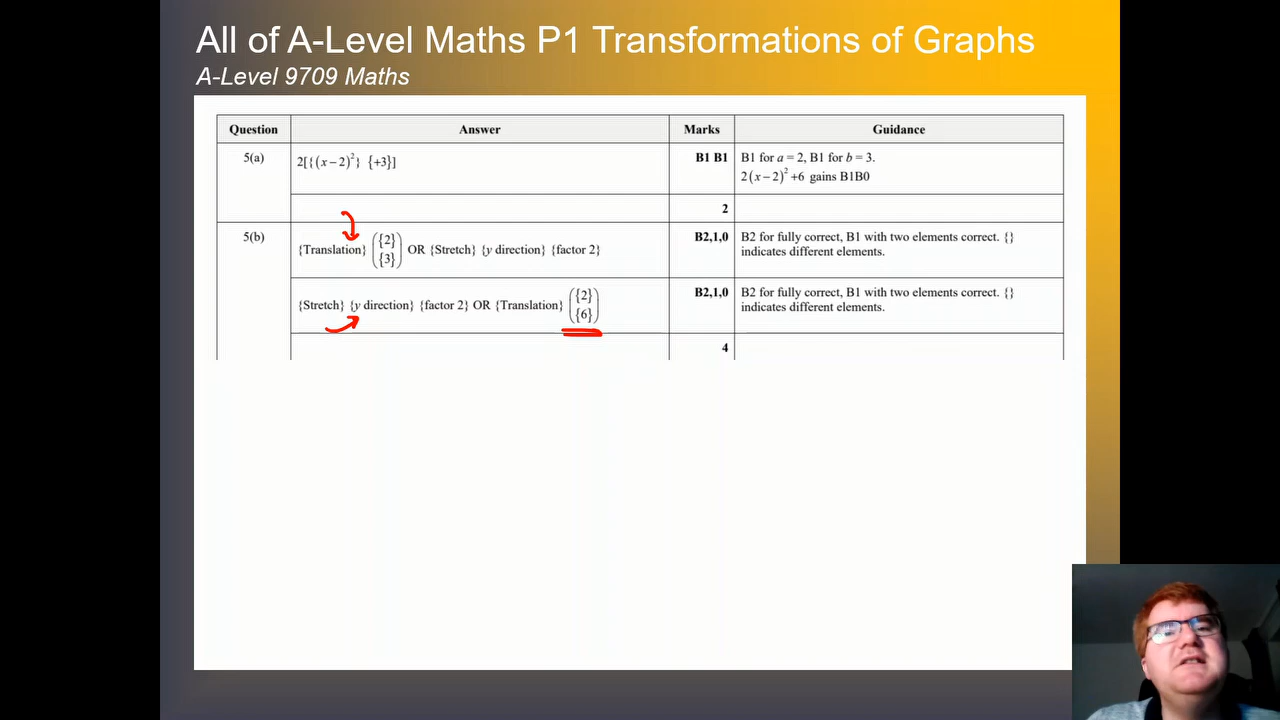 All of A-Level Maths P1 Transformations of Graphs
A-Level 9709 Maths
Question Answer Marks Guidance
5(a) 2[{(x – 2)²} {+3}] B1 B1 B1 for a = 2, B1 for b = 3.
2(x – 2)² +6 gains B1B0
2
5(b) {Translation} ({2} {3}) OR {Stretch} {y direction} {factor 2} B2,1,0 B2 for fully correct, B1 with two elements correct. {}
indicates different elements.
{Stretch} {y direction} {factor 2} OR {Translation} ({2} {6}) B2,1,0 B2 for fully correct, B1 with two elements correct. {}
indicates different elements.
4